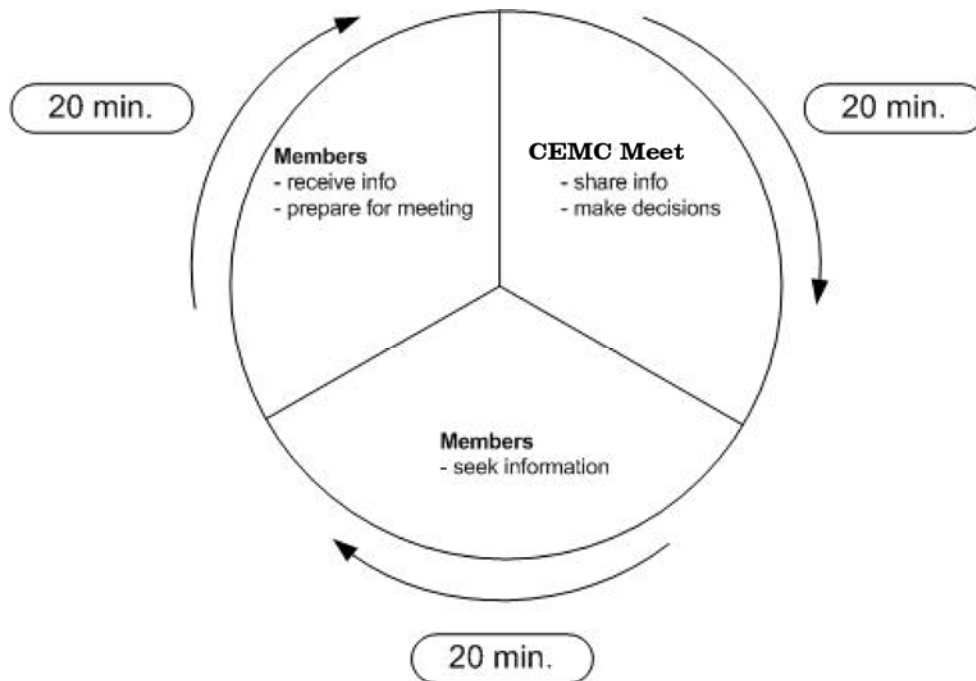 20 min.
20 min.
Members
- receive info
- prepare for meeting
CEMC Meet
- share info
- make decisions
Members
- seek information
20 min.